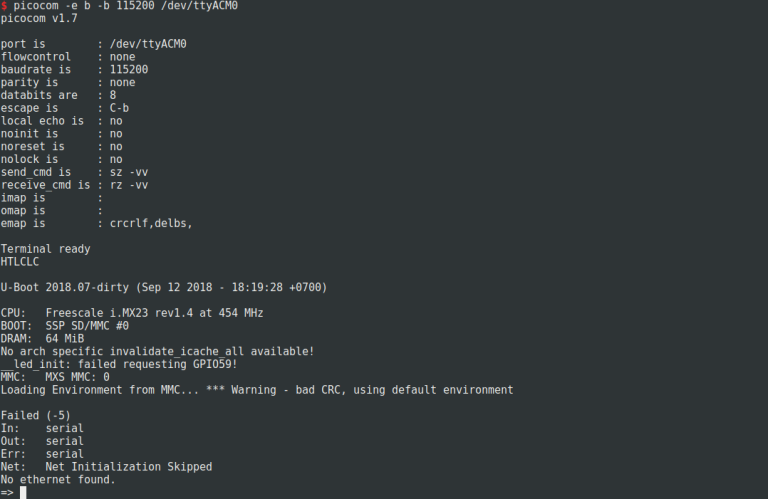 $ picocom -e b -b 115200 /dev/ttyACM0
picocom v1.7
port is        : /dev/ttyACM0
flowcontrol    : none
baudrate is    : 115200
parity is      : none
databits are   : 8
escape is      : C-b
local echo is  : no
noinit is      : no
noreset is     : no
nolock is      : no
send_cmd is    : sz -vv
receive_cmd is : rz -vv
imap is        :
omap is        :
emap is        : crcrlf,delbs,
Terminal ready
HTLCLC
U-Boot 2018.07-dirty (Sep 12 2018 - 18:19:28 +0700)
CPU:   Freescale i.MX23 rev1.4 at 454 MHz
BOOT:  SSP SD/MMC #0
DRAM:  64 MiB
No arch specific invalidate_icache_all available!
__led_init: failed requesting GPIO59!
MMC:   MXS MMC: 0
Loading Environment from MMC... *** Warning - bad CRC, using default environment
Failed (-5)
In:    serial
Out:   serial
Err:   serial
Net:   Net Initialization Skipped
No ethernet found.
=>